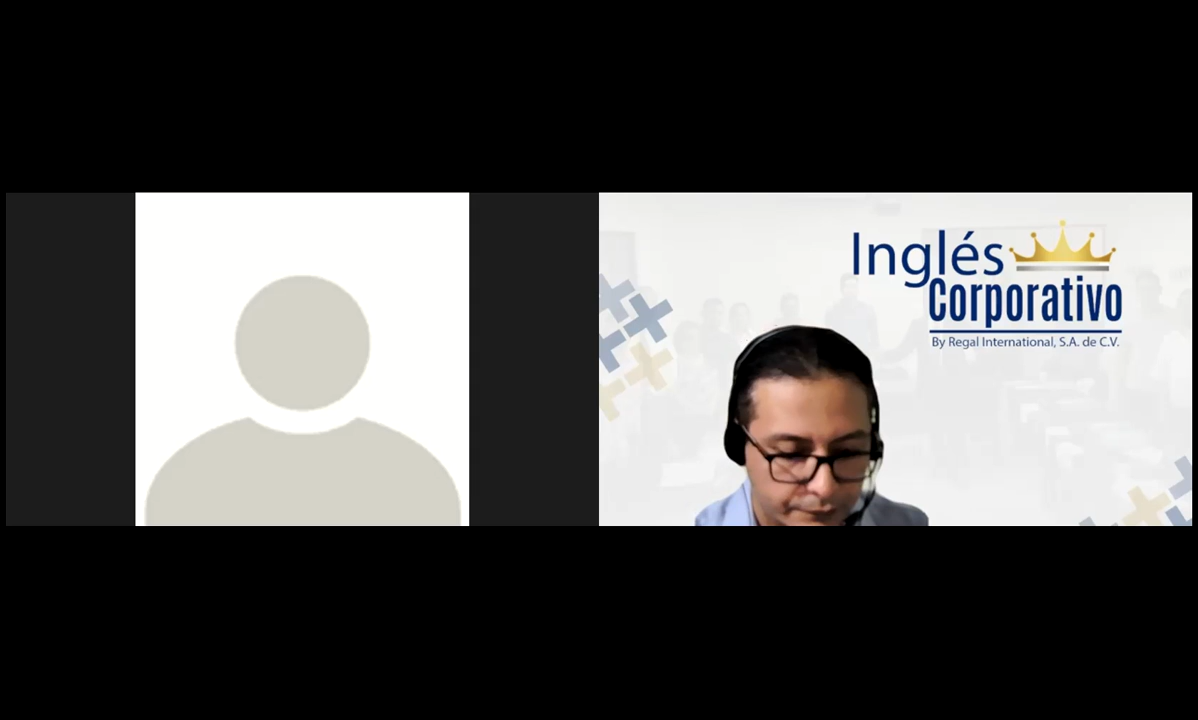 Inglés
Corporativo
By Regal International, S.A. de C.V.